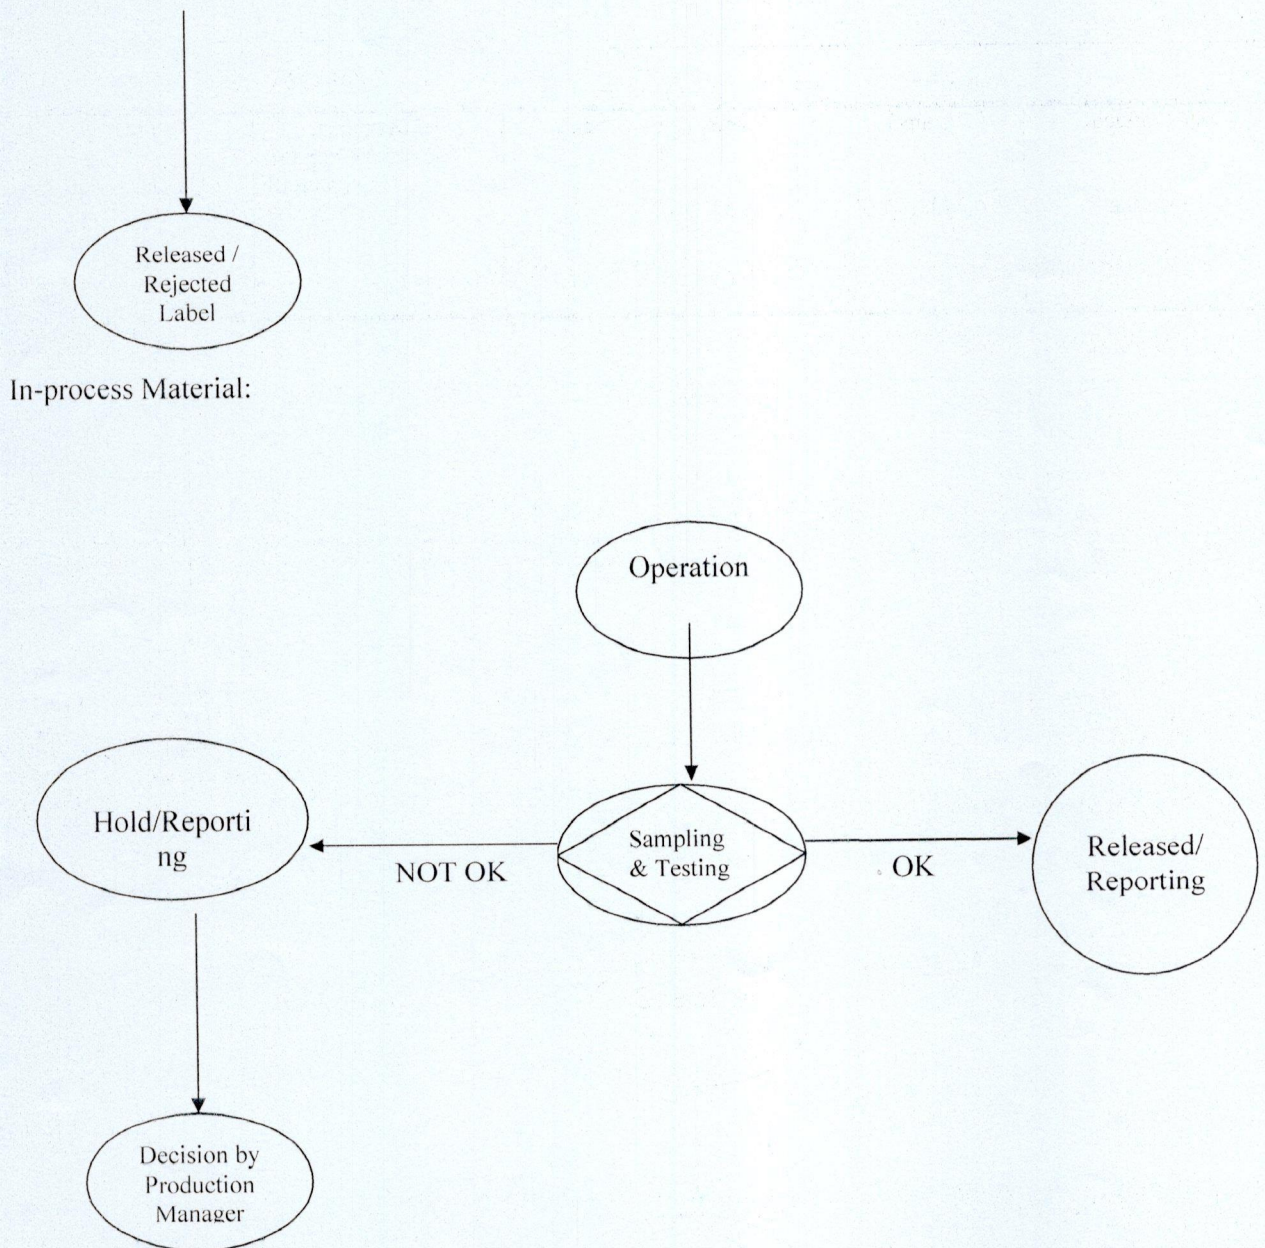 Released /
Rejected
Label
In-process Material:
Operation
Hold/Reporti
ng
NOT OK
Sampling
& Testing
OK
Released/
Reporting
Decision by
Production
Manager